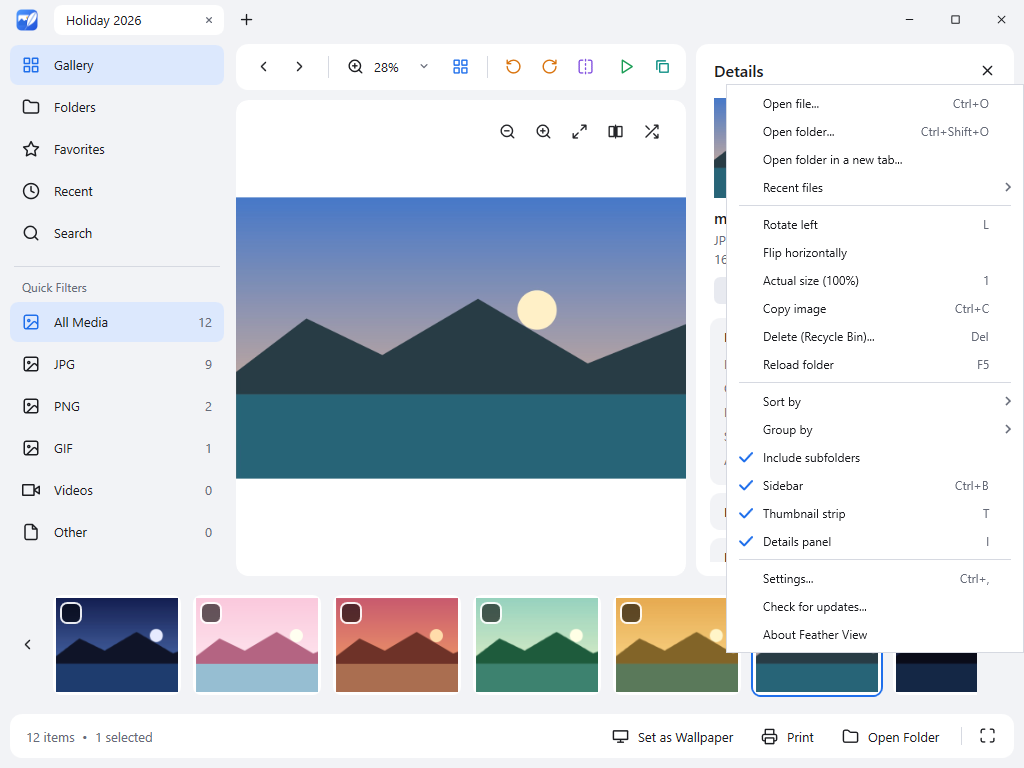 Holiday 2026
Gallery
Folders
Favorites
Recent
Search
Quick Filters
All Media 12
JPG 9
PNG 2
GIF 1
Videos 0
Other 0
28%
Details
Open file... Ctrl+O
Open folder... Ctrl+Shift+O
Open folder in a new tab...
Recent files
Rotate left L
Flip horizontally
Actual size (100%) 1
Copy image Ctrl+C
Delete (Recycle Bin)... Del
Reload folder F5
Sort by
Group by
Include subfolders
Sidebar Ctrl+B
Thumbnail strip T
Details panel I
Settings... Ctrl+,
Check for updates...
About Feather View
12 items • 1 selected
Set as Wallpaper
Print
Open Folder